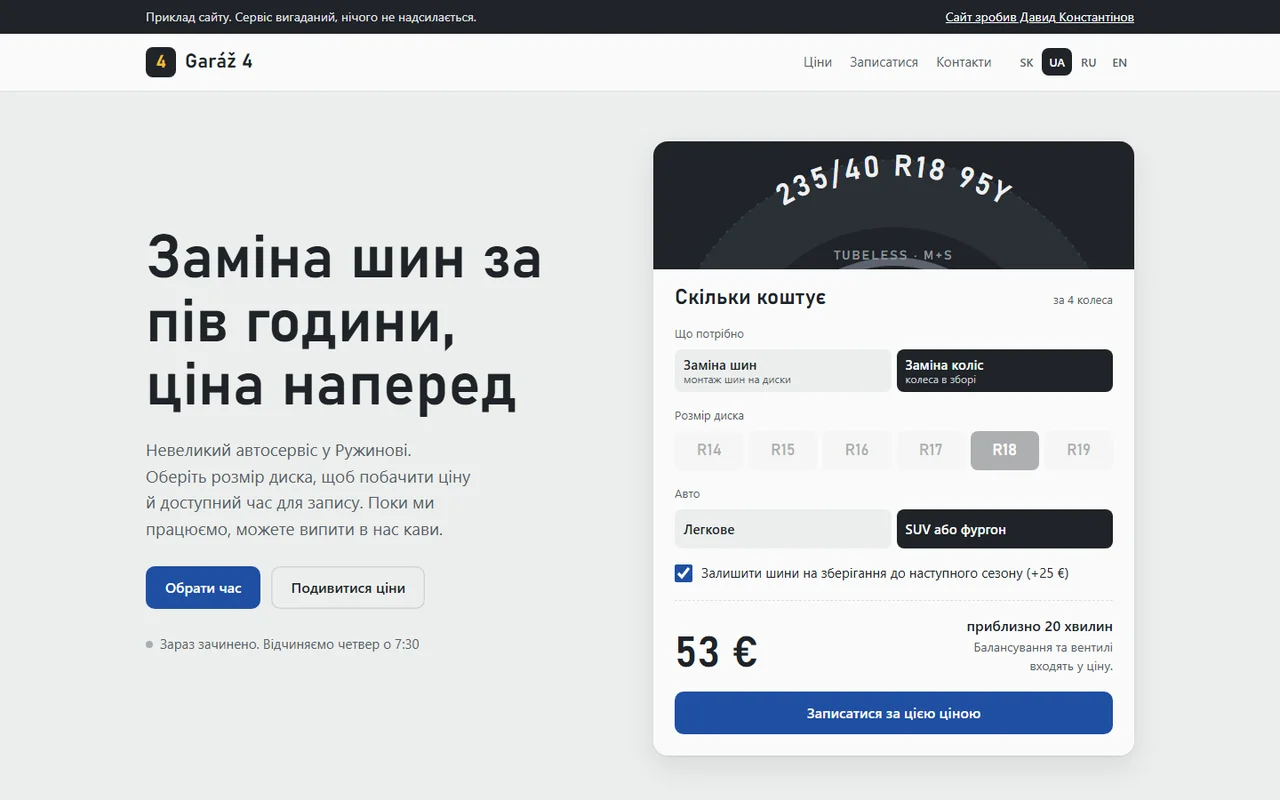 Приклад сайту. Сервіс вигаданий, нічого не надсилається.
Сайт зробив Давид Константінов
4 Garáž 4
Ціни Записатися Контакти SK UA RU EN
Заміна шин за
пів години,
ціна наперед
Невеликий автосервіс у Ружинові.
Оберіть розмір диска, щоб побачити ціну
й доступний час для запису. Поки ми
працюємо, можете випити в нас кави.
Обрати час Подивитися ціни
Зараз зачинено. Відчиняємо четвер о 7:30
235/40 R18 95Y
TUBELESS · M+S
Скільки коштує за 4 колеса
Що потрібно
Заміна шин
монтаж шин на диски
Заміна коліс
колеса в зборі
Розмір диска
R14 R15 R16 R17 R18 R19
Авто
Легкове SUV або фургон
Залишити шини на зберігання до наступного сезону (+25 €)
53 €
приблизно 20 хвилин
Балансування та вентилі
входять у ціну.
Записатися за цією ціною